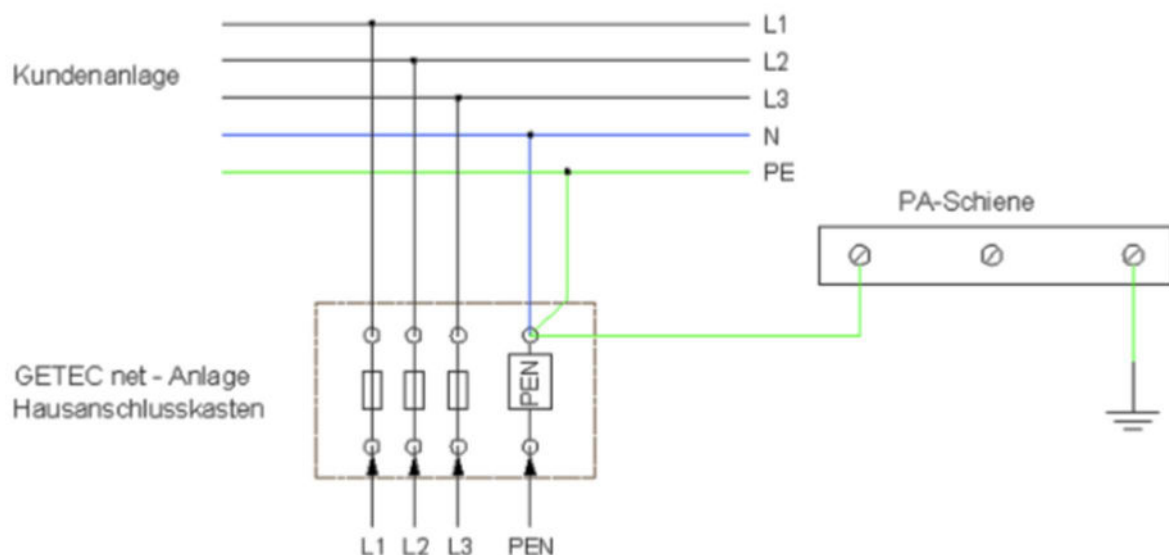 L1
L2
Kundenanlage
L3
N
PE
PA-Schiene
GETEC net - Anlage
Hausanschlusskasten
PEN
L1 L2 L3 PEN